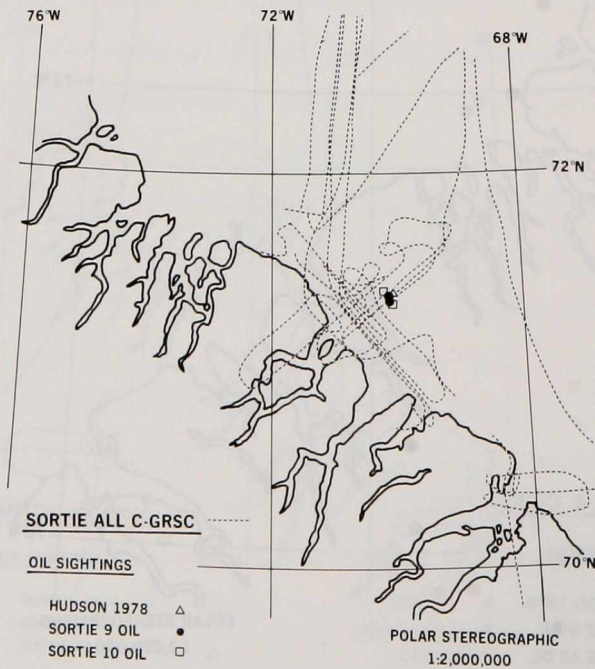 76°W
72°W
68°W
72°N
SORTIE ALL C-GRSC
OIL SIGHTINGS
70°N
HUDSON 1978 △
SORTIE 9 OIL ●
SORTIE 10 OIL □
POLAR STEREOGRAPHIC
1:2,000,000